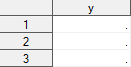 y
1 .
2 .
3 .